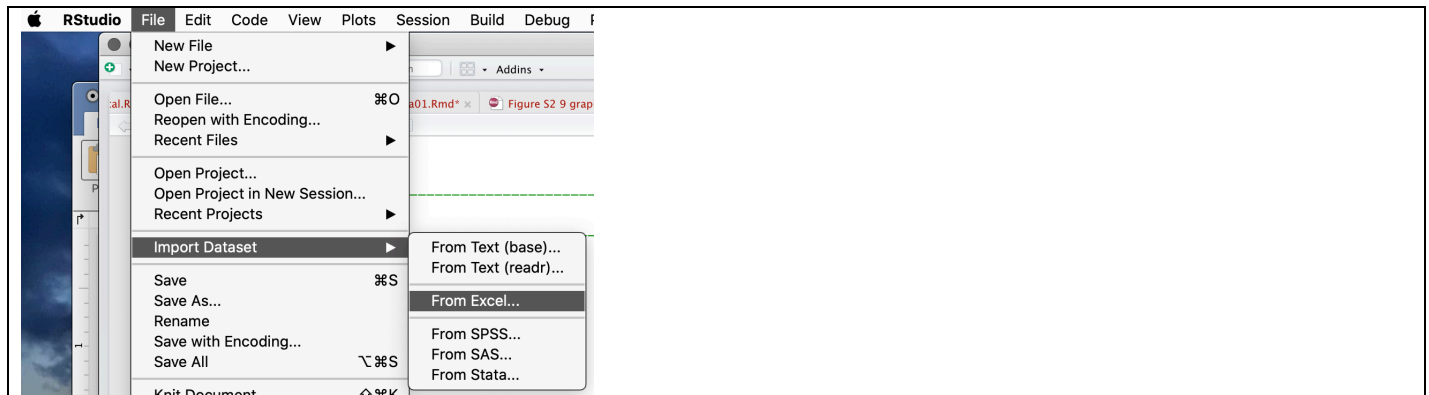 RStudio File Edit Code View Plots Session Build Debug
New File
New Project...
Addins
Open File... ⌘O
a01.Rmd* × Figure S2 9 grap
Reopen with Encoding...
Recent Files
Open Project...
Open Project in New Session...
Recent Projects
Import Dataset
From Text (base)...
From Text (readr)...
From Excel...
From SPSS...
From SAS...
From Stata...
Save ⌘S
Save As...
Rename
Save with Encoding...
Save All ⌥⌘S
Knit Document ⇧⌘K